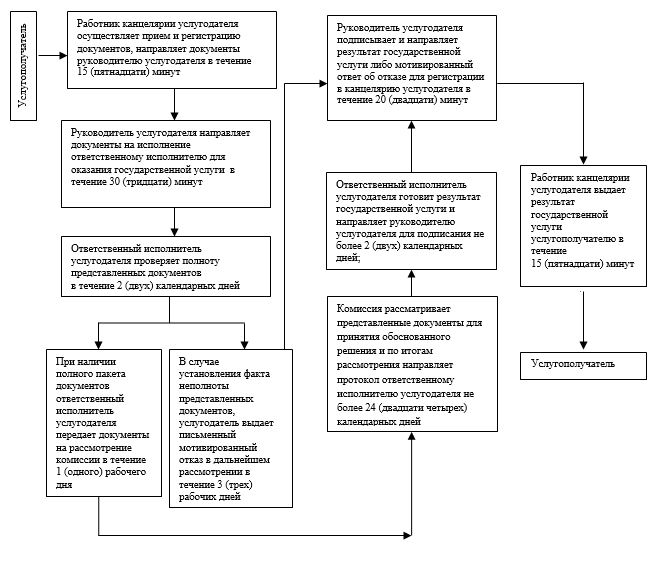 Услугополучатель
Работник канцелярии услугодателя
осуществляет прием и регистрацию
документов, направляет документы
руководителю услугодателя в течение
15 (пятнадцати) минут
Руководитель услугодателя направляет
документы на исполнение
ответственному исполнителю для
оказания государственной услуги в
течение 30 (тридцати) минут
Ответственный исполнитель
услугодателя проверяет полноту
представленных документов
в течение 2 (двух) календарных дней
При наличии
полного пакета
документов
ответственный
исполнитель
услугодателя
передает документы
на рассмотрение
комиссии в течение
1 (одного) рабочего
дня
В случае
установления факта
неполноты
представленных
документов,
услугодатель выдает
письменный
мотивированный
отказ в дальнейшем
рассмотрении в
течение 3 (трех)
рабочих дней
Комиссия рассматривает
представленные документы для
принятия обоснованного
решения и по итогам
рассмотрения направляет
протокол ответственному
исполнителю услугодателя не
более 24 (двадцати четырех)
календарных дней
Ответственный исполнитель
услугодателя готовит результат
государственной услуги и
направляет руководителю
услугодателя для подписания не
более 2 (двух) календарных
дней;
Руководитель услугодателя
подписывает и направляет
результат государственной
услуги либо мотивированный
ответ об отказе для регистрации
в канцелярию услугодателя в
течение 20 (двадцати) минут
Работник канцелярии
услугодателя выдает
результат
государственной
услуги
услугополучателю в
течение
15 (пятнадцати) минут
Услугополучатель